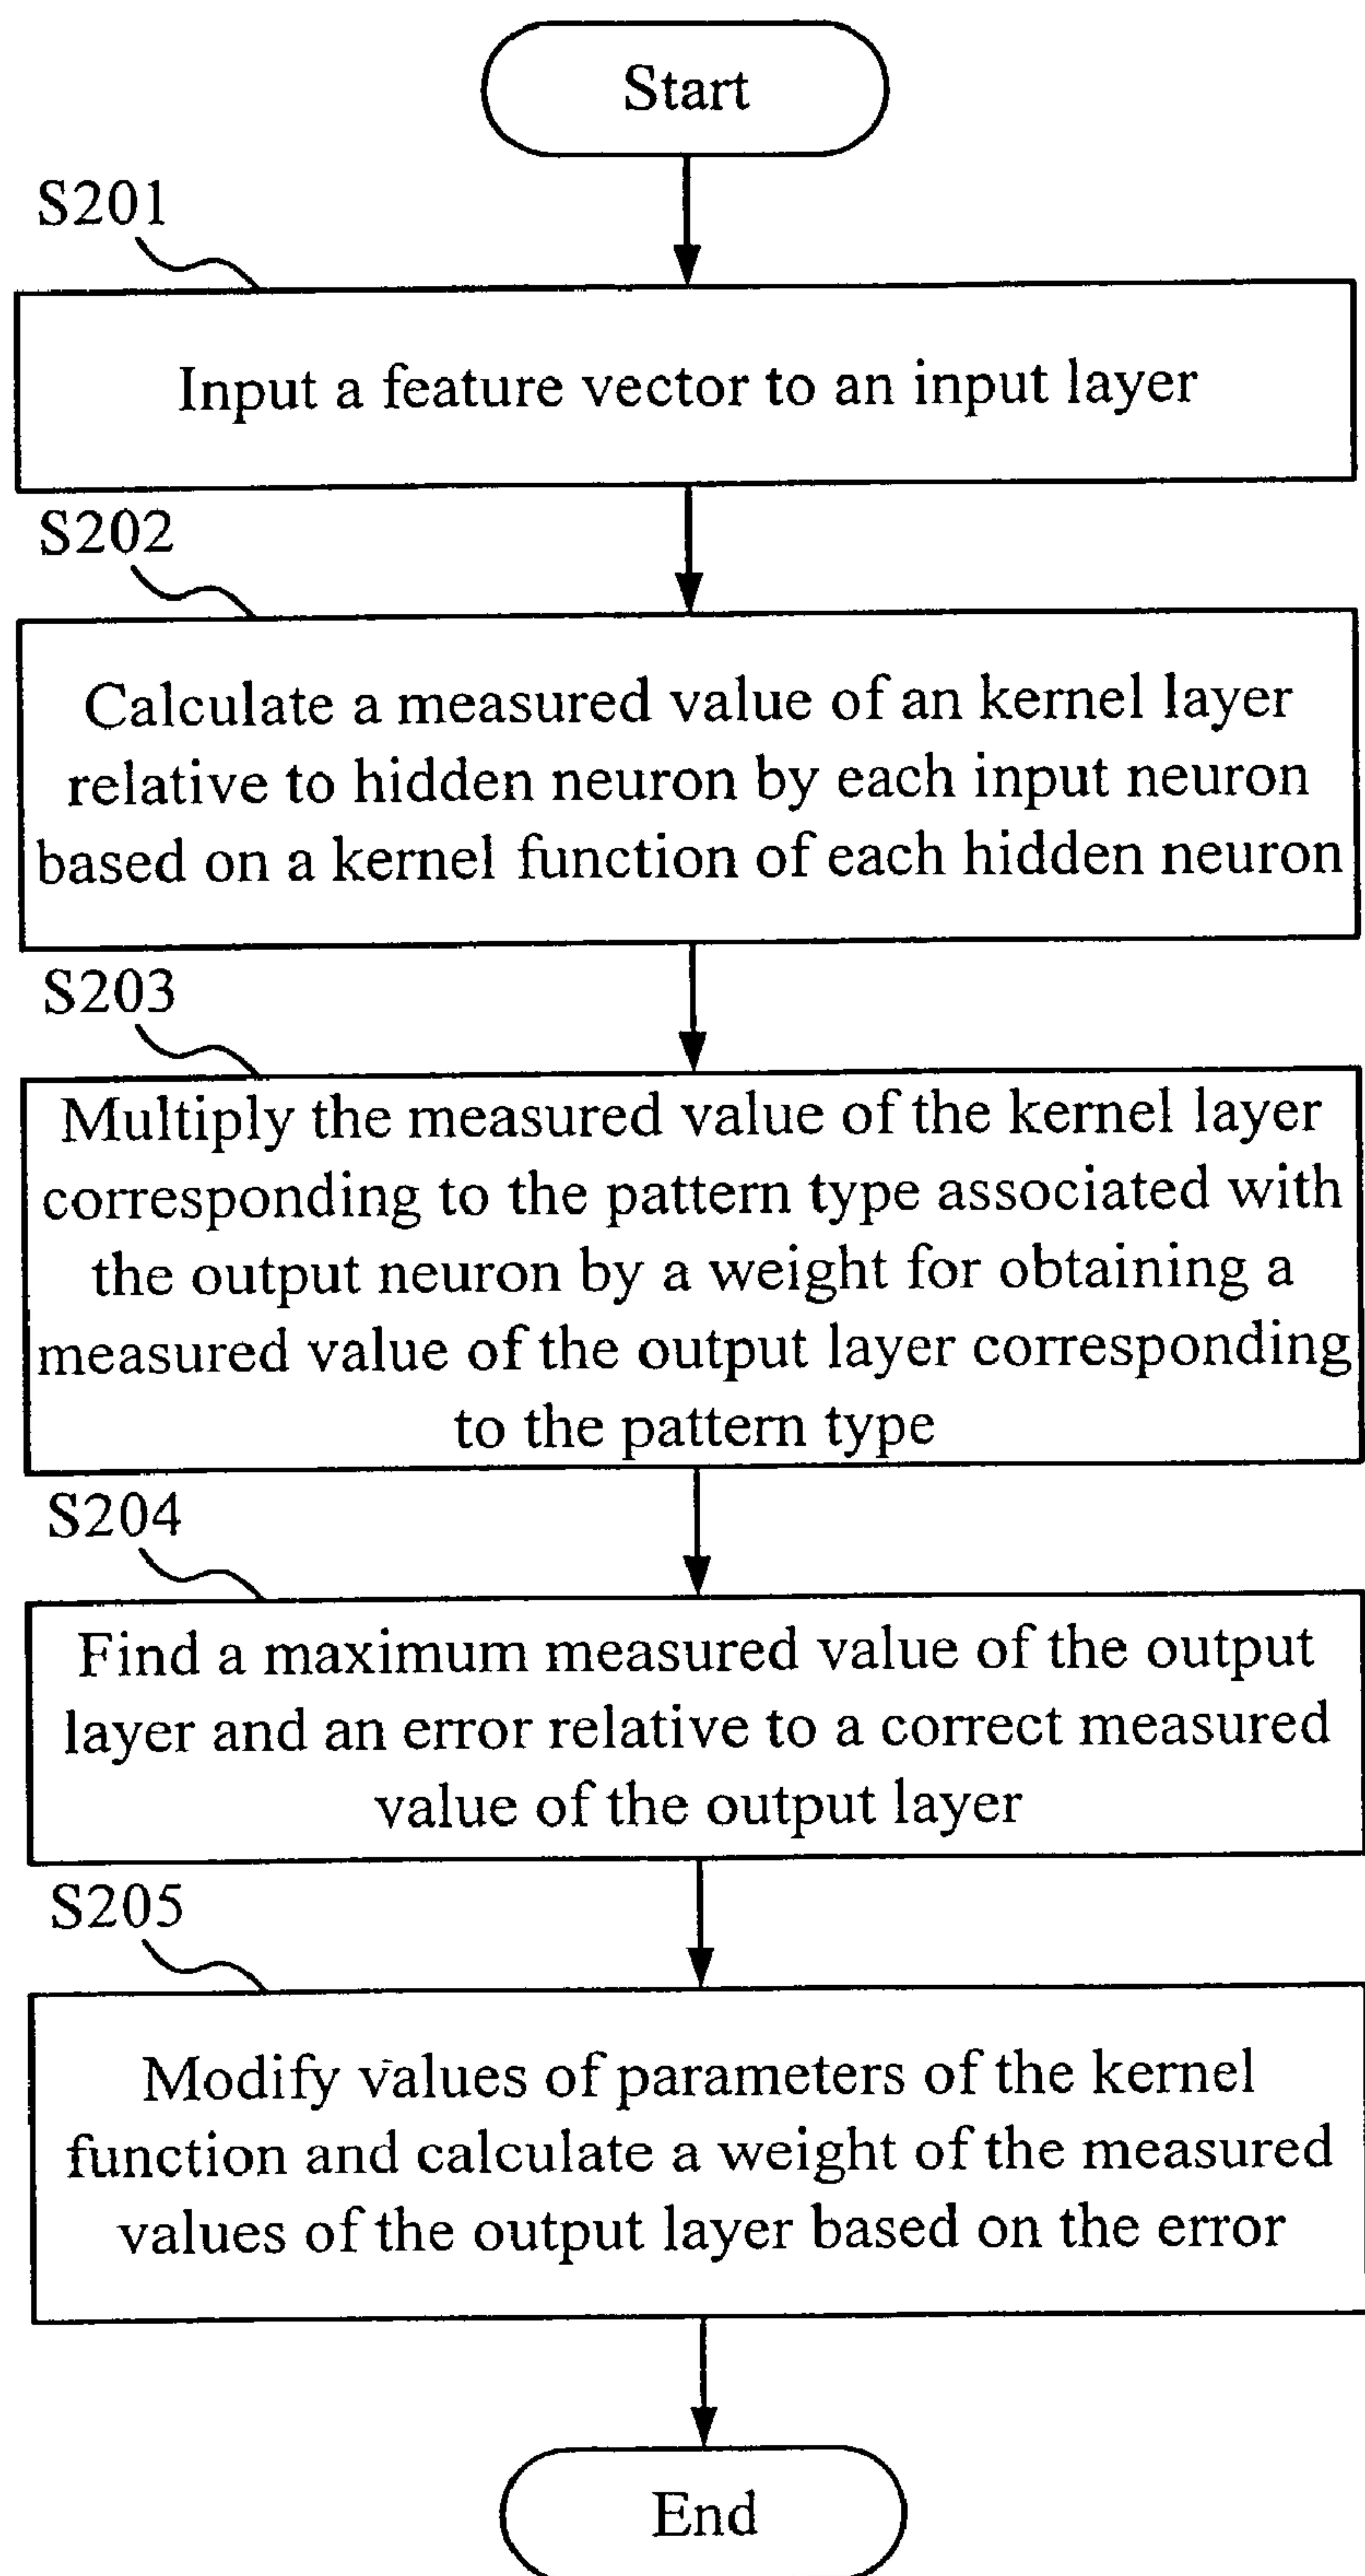 Start
S201
Input a feature vector to an input layer
S202
Calculate a measured value of an kernel layer
relative to hidden neuron by each input neuron
based on a kernel function of each hidden neuron
S203
Multiply the measured value of the kernel layer
corresponding to the pattern type associated with
the output neuron by a weight for obtaining a
measured value of the output layer corresponding
to the pattern type
S204
Find a maximum measured value of the output
layer and an error relative to a correct measured
value of the output layer
S205
Modify values of parameters of the kernel
function and calculate a weight of the measured
values of the output layer based on the error
End